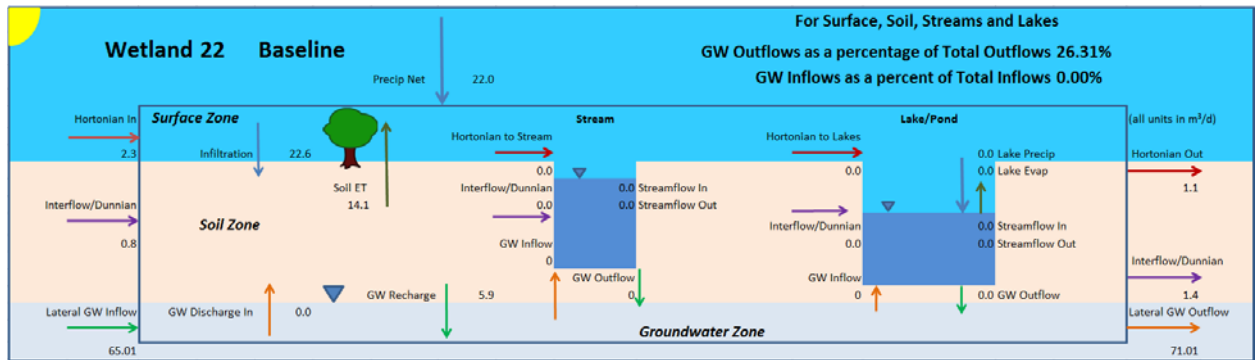 For Surface, Soil, Streams and Lakes
Wetland 22 Baseline
GW Outflows as a percentage of Total Outflows 26.31%
GW Inflows as a percent of Total Inflows 0.00%
Precip Net 22.0
Hortonian In
Surface Zone
Stream
Lake/Pond
(all units in m³/d)
Hortonian to Stream
Hortonian to Lakes
2.3
Infiltration 22.6
0.0 Lake Precip
Hortonian Out
0.0
0.0
0.0 Lake Evap
Soil ET
Interflow/Dunnian
0.0 Streamflow In
1.1
Interflow/Dunnian
14.1
0.0
0.0 Streamflow Out
Soil Zone
Interflow/Dunnian
0.0 Streamflow In
0.8
GW Inflow
0.0
0.0 Streamflow Out
0
Interflow/Dunnian
GW Outflow
GW Inflow
GW Recharge 5.9
0
0
0.0 GW Outflow
1.4
Lateral GW Inflow
GW Discharge In 0.0
Lateral GW Outflow
Groundwater Zone
65.01
71.01